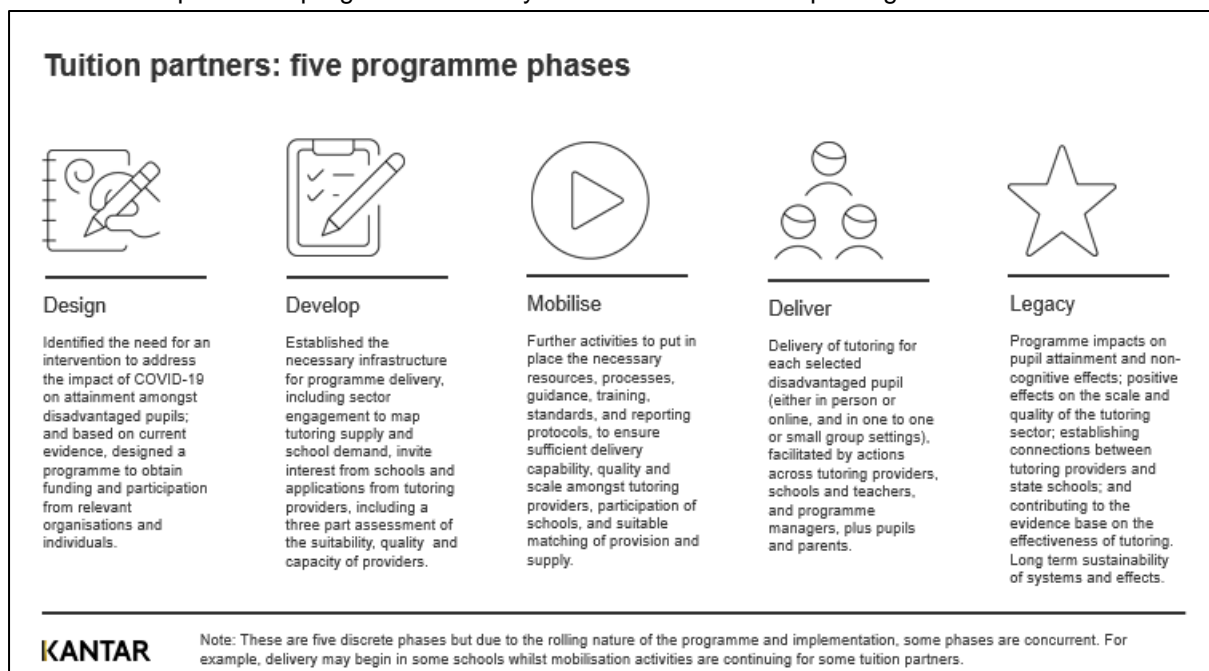 Tuition partners: five programme phases
Design
Identified the need for an
intervention to address
the impact of COVID-19
on attainment amongst
disadvantaged pupils;
and based on current
evidence, designed a
programme to obtain
funding and participation
from relevant
organisations and
individuals.
Develop
Established the
necessary infrastructure
for programme delivery,
including sector
engagement to map
tutoring supply and
school demand, invite
interest from schools and
applications from tutoring
providers, including a
three part assessment of
the suitability, quality and
capacity of providers.
Mobilise
Further activities to put in
place the necessary
resources, processes,
guidance, training,
standards, and reporting
protocols, to ensure
sufficient delivery
capability, quality and
scale amongst tutoring
providers, participation of
schools, and suitable
matching of provision and
supply.
Deliver
Delivery of tutoring for
each selected
disadvantaged pupil
(either in person or
online, and in one to one
or small group settings),
facilitated by actions
across tutoring providers,
schools and teachers,
and programme
managers, plus pupils
and parents.
Legacy
Programme impacts on
pupil attainment and non-
cognitive effects; positive
effects on the scale and
quality of the tutoring
sector; establishing
connections between
tutoring providers and
state schools; and
contributing to the
evidence base on the
effectiveness of tutoring.
Long term sustainability
of systems and effects.
KANTAR
Note: These are five discrete phases but due to the rolling nature of the programme and implementation, some phases are concurrent. For
example, delivery may begin in some schools whilst mobilisation activities are continuing for some tuition partners.